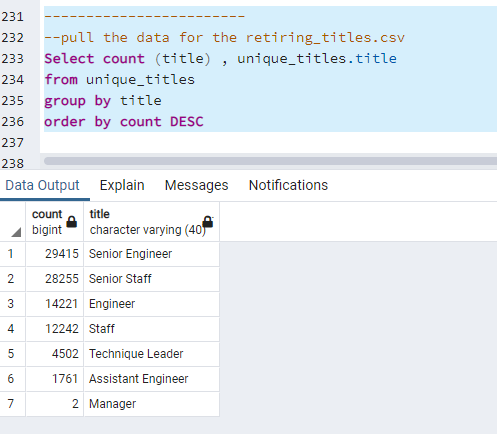 231 ------------------------
232 --pull the data for the retiring_titles.csv
233 Select count (title) , unique_titles.title
234 from unique_titles
235 group by title
236 order by count DESC
237
238
Data Output Explain Messages Notifications
count title
bigint character varying (40)
1 29415 Senior Engineer
2 28255 Senior Staff
3 14221 Engineer
4 12242 Staff
5 4502 Technique Leader
6 1761 Assistant Engineer
7 2 Manager